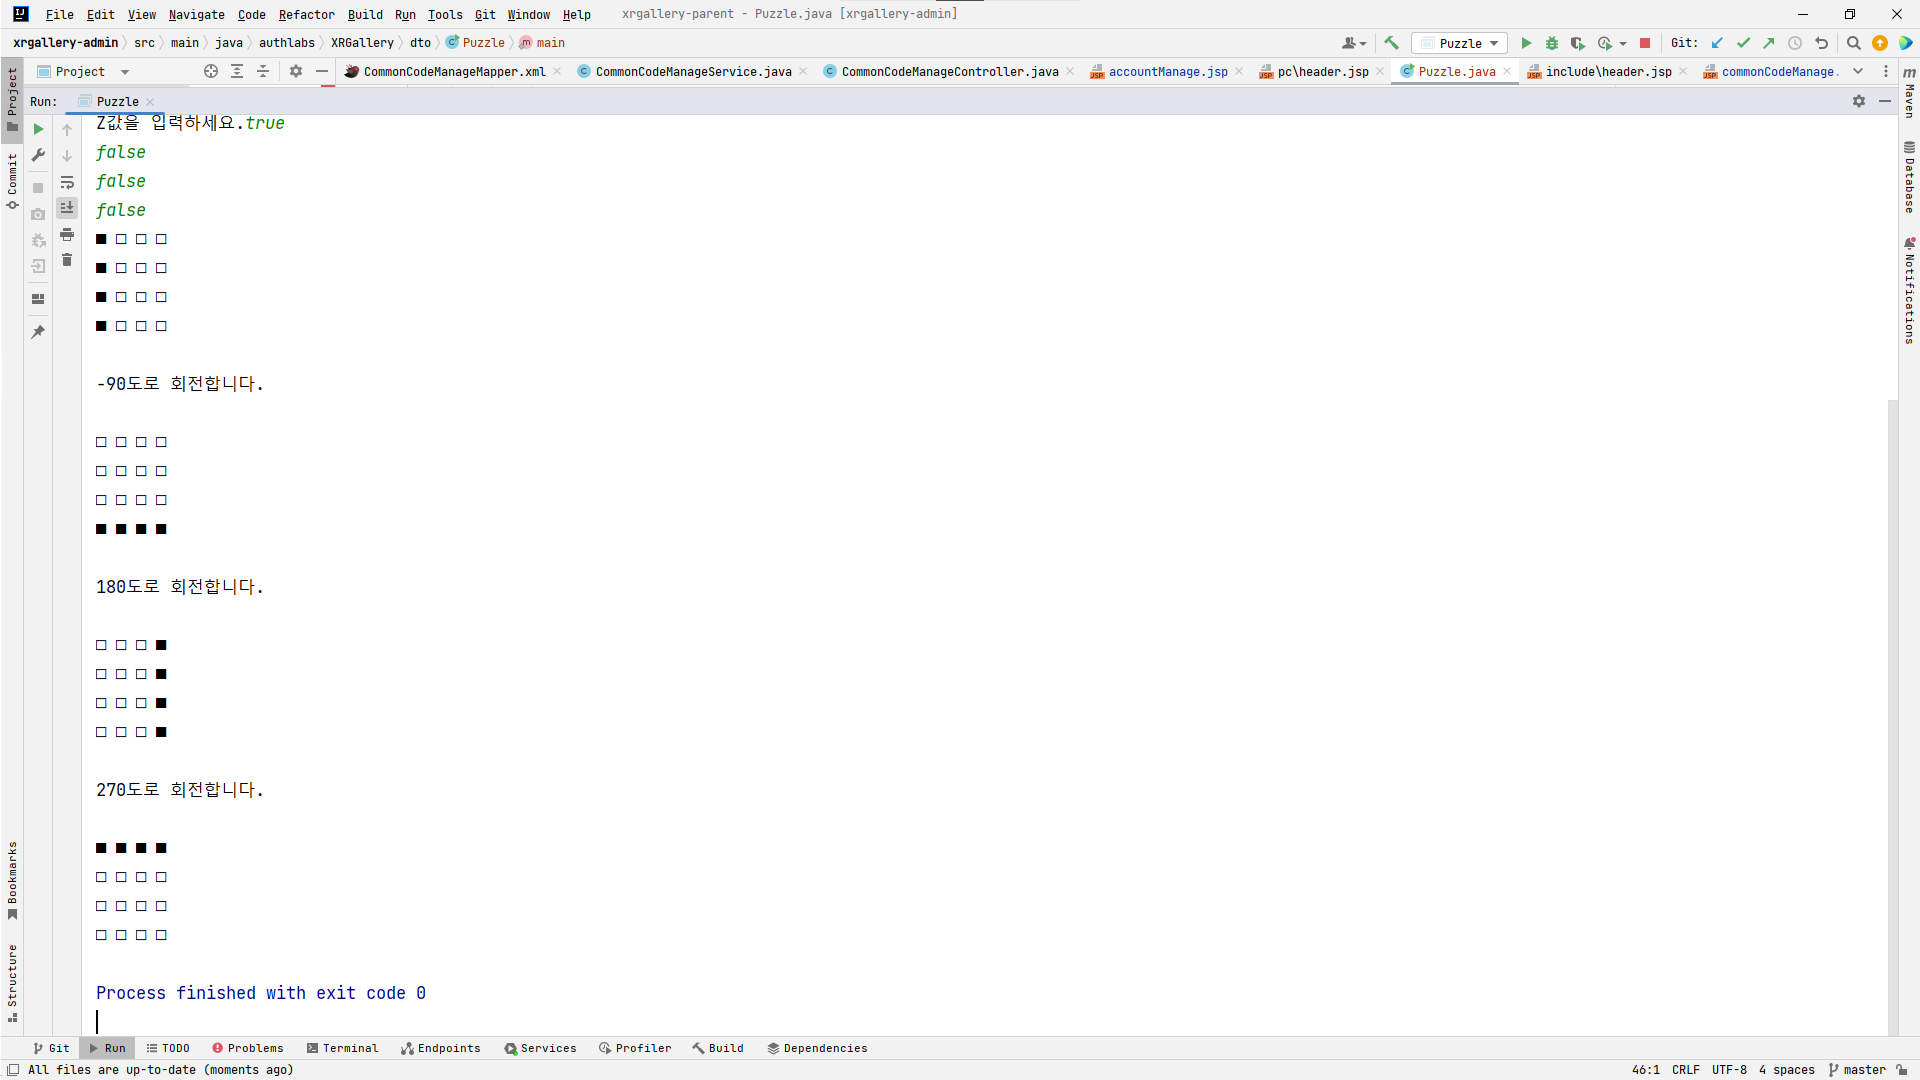 File Edit View Navigate Code Refactor Build Run Tools Git Window Help xrgallery-parent - Puzzle.java [xrgallery-admin]
xrgallery-admin src main java authlabs XRGallery dto Puzzle main Puzzle Git:
Project CommonCodeManageMapper.xml CommonCodeManageService.java CommonCodeManageController.java accountManage.jsp pc\header.jsp Puzzle.java include\header.jsp commonCodeManage.
Run: Puzzle
Z값을 입력하세요.true
false
false
false
■ □ □ □
■ □ □ □
■ □ □ □
■ □ □ □
-90도로 회전합니다.
□ □ □ □
□ □ □ □
□ □ □ □
■ ■ ■ ■
180도로 회전합니다.
□ □ □ ■
□ □ □ ■
□ □ □ ■
□ □ □ ■
270도로 회전합니다.
■ ■ ■ ■
□ □ □ □
□ □ □ □
□ □ □ □
Process finished with exit code 0
Project
Commit
Bookmarks
Structure
Maven
Database
Notifications
Git Run TODO Problems Terminal Endpoints Services Profiler Build Dependencies
All files are up-to-date (moments ago) 46:1 CRLF UTF-8 4 spaces master